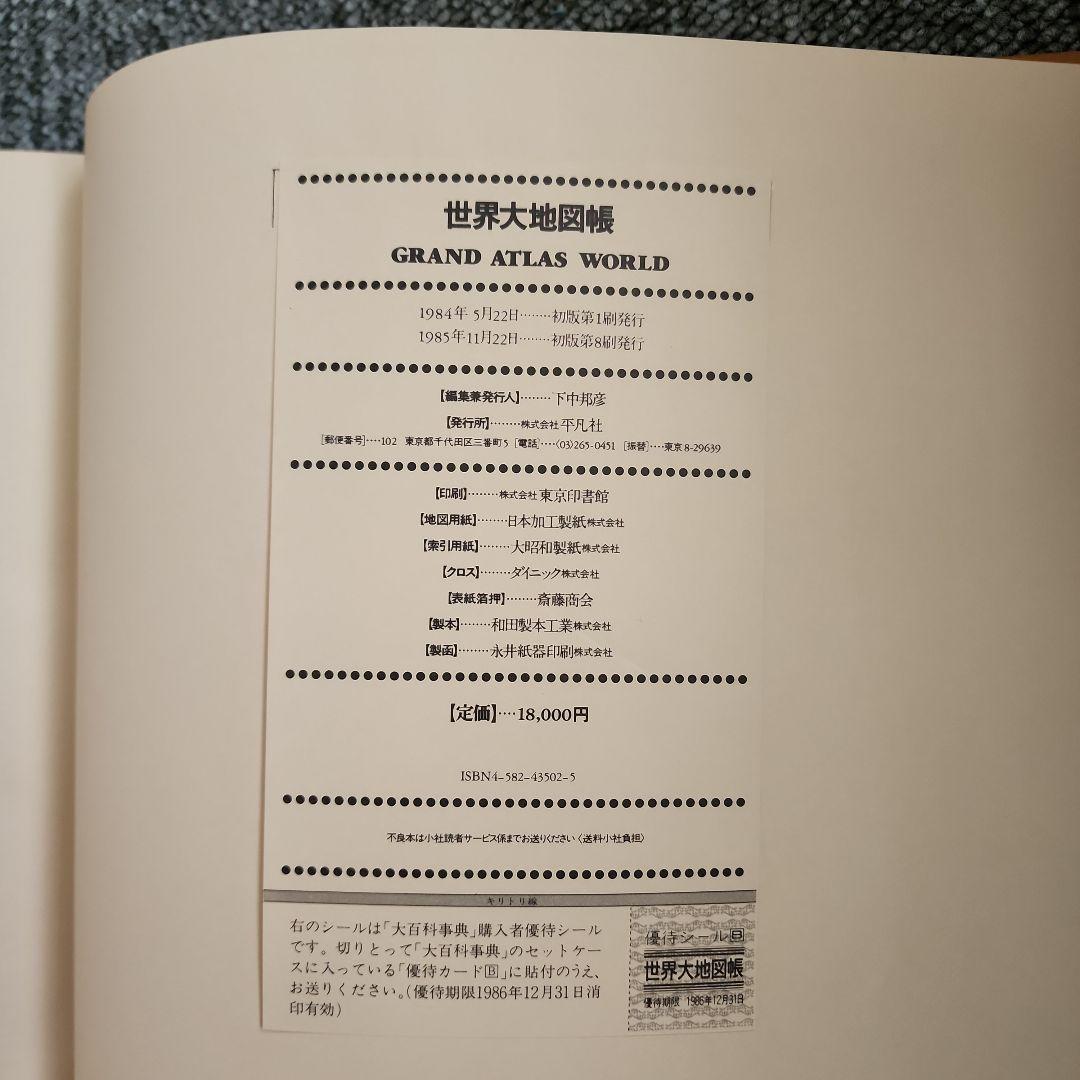 世界大地図帳
GRAND ATLAS WORLD
1984年 5月22日‥‥‥‥初版第1刷発行
1985年11月22日‥‥‥‥初版第8刷発行
【編集兼発行人】‥‥‥‥下中邦彦
【発行所】‥‥‥‥株式会社 平凡社
[郵便番号]‥‥102 東京都千代田区三番町5 [電話]‥‥(03)265-0451 [振替]‥‥東京8-29639
【印刷】‥‥‥‥株式会社 東京印書館
【地図用紙】‥‥‥‥日本加工製紙株式会社
【索引用紙】‥‥‥‥大昭和製紙株式会社
【クロス】‥‥‥‥ダイニック株式会社
【表紙箔押】‥‥‥‥斎藤商会
【製本】‥‥‥‥和田製本工業株式会社
【製函】‥‥‥‥永井紙器印刷株式会社
【定価】‥‥18,000円
ISBN4-582-43502-5
不良本は小社読者サービス係までお送りください〈送料小社負担〉
キリトリ線
右のシールは「大百科事典」購入者優待シール
です。切りとって「大百科事典」のセットケー
スに入っている「優待カード🄱」に貼付のうえ、
お送りください。(優待期限1986年12月31日消
印有効)
優待シール🄱
世界大地図帳
優待期限 1986年12月31日